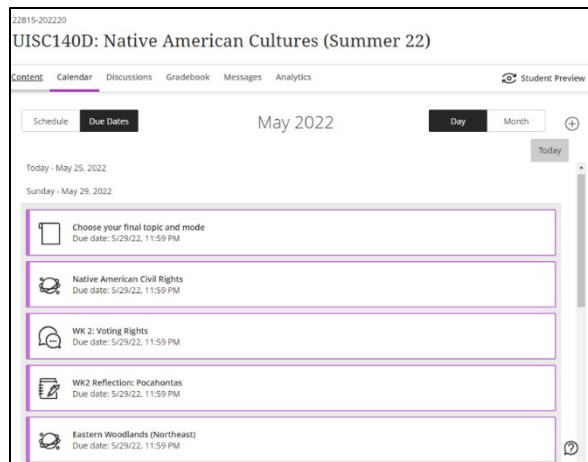 22815-202220
UISC140D: Native American Cultures (Summer 22)
Content Calendar Discussions Gradebook Messages Analytics Student Preview
Schedule Due Dates May 2022 Day Month
Today
Today - May 25, 2022
Sunday - May 29, 2022
Choose your final topic and mode
Due date: 5/29/22, 11:59 PM
Native American Civil Rights
Due date: 5/29/22, 11:59 PM
WK 2: Voting Rights
Due date: 5/29/22, 11:59 PM
WK2 Reflection: Pocahontas
Due date: 5/29/22, 11:59 PM
Eastern Woodlands (Northeast)
Due date: 5/29/22, 11:59 PM